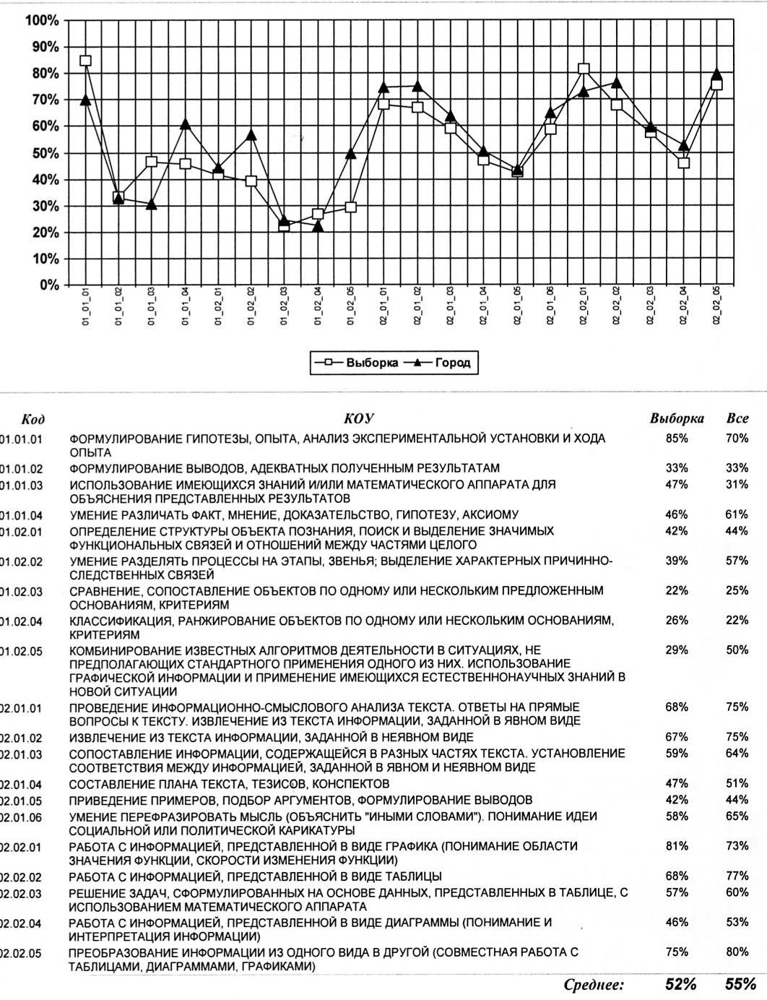 100%
90%
80%
70%
60%
50%
40%
30%
20%
10%
0%
01_01_01
01_01_02
01_01_03
01_01_04
01_02_01
01_02_02
01_02_03
01_02_04
01_02_05
02_01_01
02_01_02
02_01_03
02_01_04
02_01_05
02_01_06
02_02_01
02_02_02
02_02_03
02_02_04
02_02_05
Выборка Город
Код КОУ Выборка Все
01.01.01 ФОРМУЛИРОВАНИЕ ГИПОТЕЗЫ, ОПЫТА, АНАЛИЗ ЭКСПЕРИМЕНТАЛЬНОЙ УСТАНОВКИ И ХОДА 85% 70%
ОПЫТА
01.01.02 ФОРМУЛИРОВАНИЕ ВЫВОДОВ, АДЕКВАТНЫХ ПОЛУЧЕННЫМ РЕЗУЛЬТАТАМ 33% 33%
01.01.03 ИСПОЛЬЗОВАНИЕ ИМЕЮЩИХСЯ ЗНАНИЙ И/ИЛИ МАТЕМАТИЧЕСКОГО АППАРАТА ДЛЯ 47% 31%
ОБЪЯСНЕНИЯ ПРЕДСТАВЛЕННЫХ РЕЗУЛЬТАТОВ
01.01.04 УМЕНИЕ РАЗЛИЧАТЬ ФАКТ, МНЕНИЕ, ДОКАЗАТЕЛЬСТВО, ГИПОТЕЗУ, АКСИОМУ 46% 61%
01.02.01 ОПРЕДЕЛЕНИЕ СТРУКТУРЫ ОБЪЕКТА ПОЗНАНИЯ, ПОИСК И ВЫДЕЛЕНИЕ ЗНАЧИМЫХ 42% 44%
ФУНКЦИОНАЛЬНЫХ СВЯЗЕЙ И ОТНОШЕНИЙ МЕЖДУ ЧАСТЯМИ ЦЕЛОГО
01.02.02 УМЕНИЕ РАЗДЕЛЯТЬ ПРОЦЕССЫ НА ЭТАПЫ, ЗВЕНЬЯ; ВЫДЕЛЕНИЕ ХАРАКТЕРНЫХ ПРИЧИННО- 39% 57%
СЛЕДСТВЕННЫХ СВЯЗЕЙ
01.02.03 СРАВНЕНИЕ, СОПОСТАВЛЕНИЕ ОБЪЕКТОВ ПО ОДНОМУ ИЛИ НЕСКОЛЬКИМ ПРЕДЛОЖЕННЫМ 22% 25%
ОСНОВАНИЯМ, КРИТЕРИЯМ
01.02.04 КЛАССИФИКАЦИЯ, РАНЖИРОВАНИЕ ОБЪЕКТОВ ПО ОДНОМУ ИЛИ НЕСКОЛЬКИМ ОСНОВАНИЯМ, 26% 22%
КРИТЕРИЯМ
01.02.05 КОМБИНИРОВАНИЕ ИЗВЕСТНЫХ АЛГОРИТМОВ ДЕЯТЕЛЬНОСТИ В СИТУАЦИЯХ, НЕ 29% 50%
ПРЕДПОЛАГАЮЩИХ СТАНДАРТНОГО ПРИМЕНЕНИЯ ОДНОГО ИЗ НИХ. ИСПОЛЬЗОВАНИЕ
ГРАФИЧЕСКОЙ ИНФОРМАЦИИ И ПРИМЕНЕНИЕ ИМЕЮЩИХСЯ ЕСТЕСТВЕННОНАУЧНЫХ ЗНАНИЙ В
НОВОЙ СИТУАЦИИ
02.01.01 ПРОВЕДЕНИЕ ИНФОРМАЦИОННО-СМЫСЛОВОГО АНАЛИЗА ТЕКСТА. ОТВЕТЫ НА ПРЯМЫЕ 68% 75%
ВОПРОСЫ К ТЕКСТУ. ИЗВЛЕЧЕНИЕ ИЗ ТЕКСТА ИНФОРМАЦИИ, ЗАДАННОЙ В ЯВНОМ ВИДЕ
02.01.02 ИЗВЛЕЧЕНИЕ ИЗ ТЕКСТА ИНФОРМАЦИИ, ЗАДАННОЙ В НЕЯВНОМ ВИДЕ 67% 75%
02.01.03 СОПОСТАВЛЕНИЕ ИНФОРМАЦИИ, СОДЕРЖАЩЕЙСЯ В РАЗНЫХ ЧАСТЯХ ТЕКСТА. УСТАНОВЛЕНИЕ 59% 64%
СООТВЕТСТВИЯ МЕЖДУ ИНФОРМАЦИЕЙ, ЗАДАННОЙ В ЯВНОМ И НЕЯВНОМ ВИДЕ
02.01.04 СОСТАВЛЕНИЕ ПЛАНА ТЕКСТА, ТЕЗИСОВ, КОНСПЕКТОВ 47% 51%
02.01.05 ПРИВЕДЕНИЕ ПРИМЕРОВ, ПОДБОР АРГУМЕНТОВ, ФОРМУЛИРОВАНИЕ ВЫВОДОВ 42% 44%
02.01.06 УМЕНИЕ ПЕРЕФРАЗИРОВАТЬ МЫСЛЬ (ОБЪЯСНИТЬ "ИНЫМИ СЛОВАМИ"). ПОНИМАНИЕ ИДЕИ 58% 65%
СОЦИАЛЬНОЙ ИЛИ ПОЛИТИЧЕСКОЙ КАРИКАТУРЫ
02.02.01 РАБОТА С ИНФОРМАЦИЕЙ, ПРЕДСТАВЛЕННОЙ В ВИДЕ ГРАФИКА (ПОНИМАНИЕ ОБЛАСТИ 81% 73%
ЗНАЧЕНИЯ ФУНКЦИИ, СКОРОСТИ ИЗМЕНЕНИЯ ФУНКЦИИ)
02.02.02 РАБОТА С ИНФОРМАЦИЕЙ, ПРЕДСТАВЛЕННОЙ В ВИДЕ ТАБЛИЦЫ 68% 77%
02.02.03 РЕШЕНИЕ ЗАДАЧ, СФОРМУЛИРОВАННЫХ НА ОСНОВЕ ДАННЫХ, ПРЕДСТАВЛЕННЫХ В ТАБЛИЦЕ, С 57% 60%
ИСПОЛЬЗОВАНИЕМ МАТЕМАТИЧЕСКОГО АППАРАТА
02.02.04 РАБОТА С ИНФОРМАЦИЕЙ, ПРЕДСТАВЛЕННОЙ В ВИДЕ ДИАГРАММЫ (ПОНИМАНИЕ И 46% 53%
ИНТЕРПРЕТАЦИЯ ИНФОРМАЦИИ)
02.02.05 ПРЕОБРАЗОВАНИЕ ИНФОРМАЦИИ ИЗ ОДНОГО ВИДА В ДРУГОЙ (СОВМЕСТНАЯ РАБОТА С 75% 80%
ТАБЛИЦАМИ, ДИАГРАММАМИ, ГРАФИКАМИ)
Среднее: 52% 55%